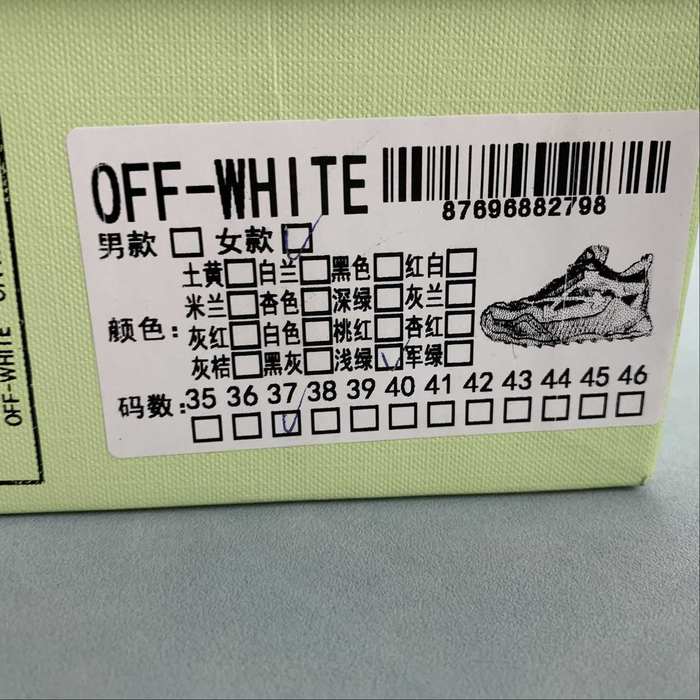 OFF-WHITE
87696882798
男款 □ 女款 ☑
颜色: 土黄 □ 白兰 □ 黑色 □ 红白 □
米兰 □ 杏色 □ 深绿 □ 灰兰 □
灰红 □ 白色 □ 桃红 □ 杏红 □
灰桔 □ 黑灰 □ 浅绿 ☑ 军绿 □
码数: 35 36 37 38 39 40 41 42 43 44 45 46
□ □ ☑ □ □ □ □ □ □ □ □ □
OFF-WHITE